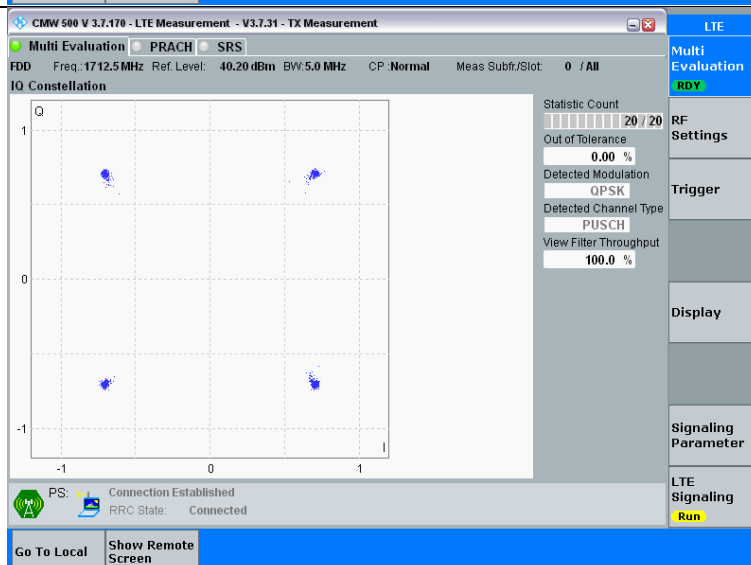 CMW 500 V 3.7.170 - LTE Measurement - V3.7.31 - TX Measurement
LTE
Multi Evaluation PRACH SRS
FDD Freq.:1712.5 MHz Ref. Level: 40.20 dBm BW:5.0 MHz CP :Normal Meas Subfr./Slot: 0 / All
IQ Constellation
Q
1
0
-1
I
-1 0 1
Statistic Count
20 / 20
Out of Tolerance
0.00 %
Detected Modulation
QPSK
Detected Channel Type
PUSCH
View Filter Throughput
100.0 %
Multi
Evaluation
RDY
RF
Settings
Trigger
Display
Signaling
Parameter
LTE
Signaling
Run
PS: Connection Established
RRC State: Connected
Go To Local
Show Remote
Screen